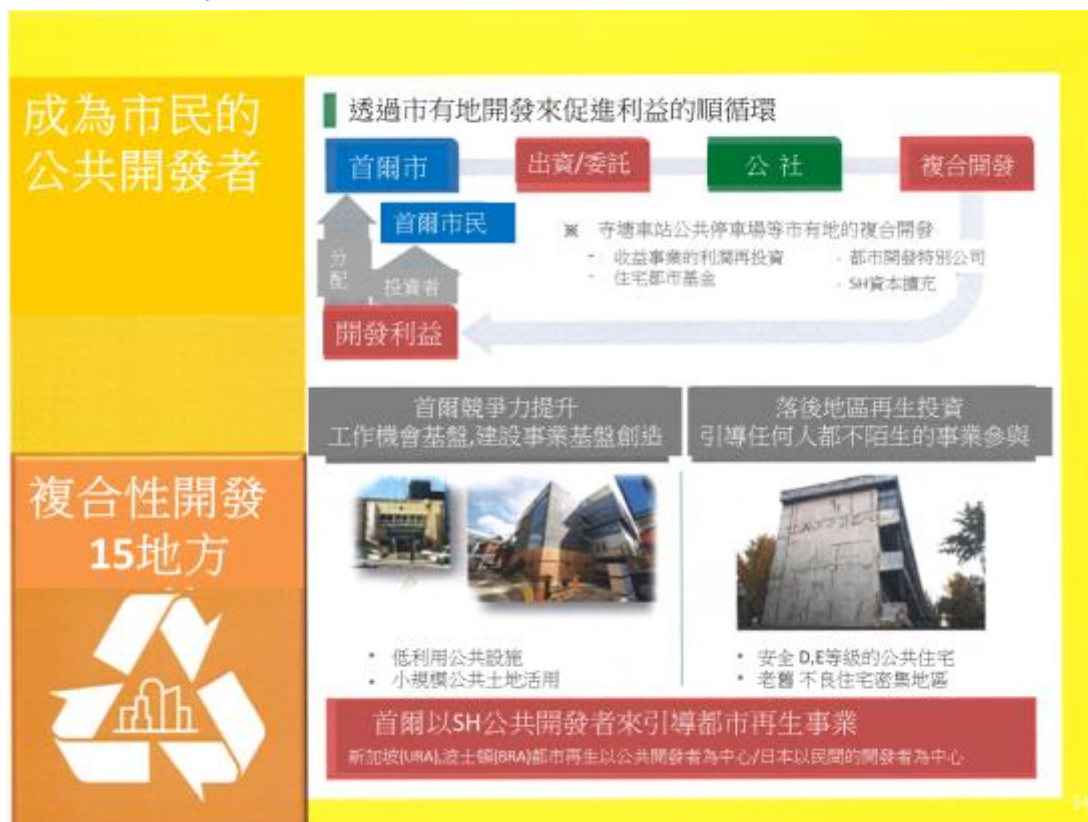 成為市民的
公共開發者
透過市有地開發來促進利益的順循環
首爾市
出資/委託
公社
複合開發
首爾市民
分配
投資者
開發利益
※ 寺塘車站公共停車場等市有地的複合開發
- 收益事業的利潤再投資
- 住宅都市基金
- 都市開發特別公司
- SH資本擴充
首爾競爭力提升
工作機會基盤,建設事業基盤創造
落後地區再生投資
引導任何人都不陌生的事業參與
複合性開發
15地方
• 低利用公共設施
• 小規模公共土地活用
• 安全 D,E等級的公共住宅
• 老舊 不良住宅密集地區
首爾以SH公共開發者來引導都市再生事業
新加坡(URA),波士頓(BRA)都市再生以公共開發者為中心/日本以民間的開發者為中心